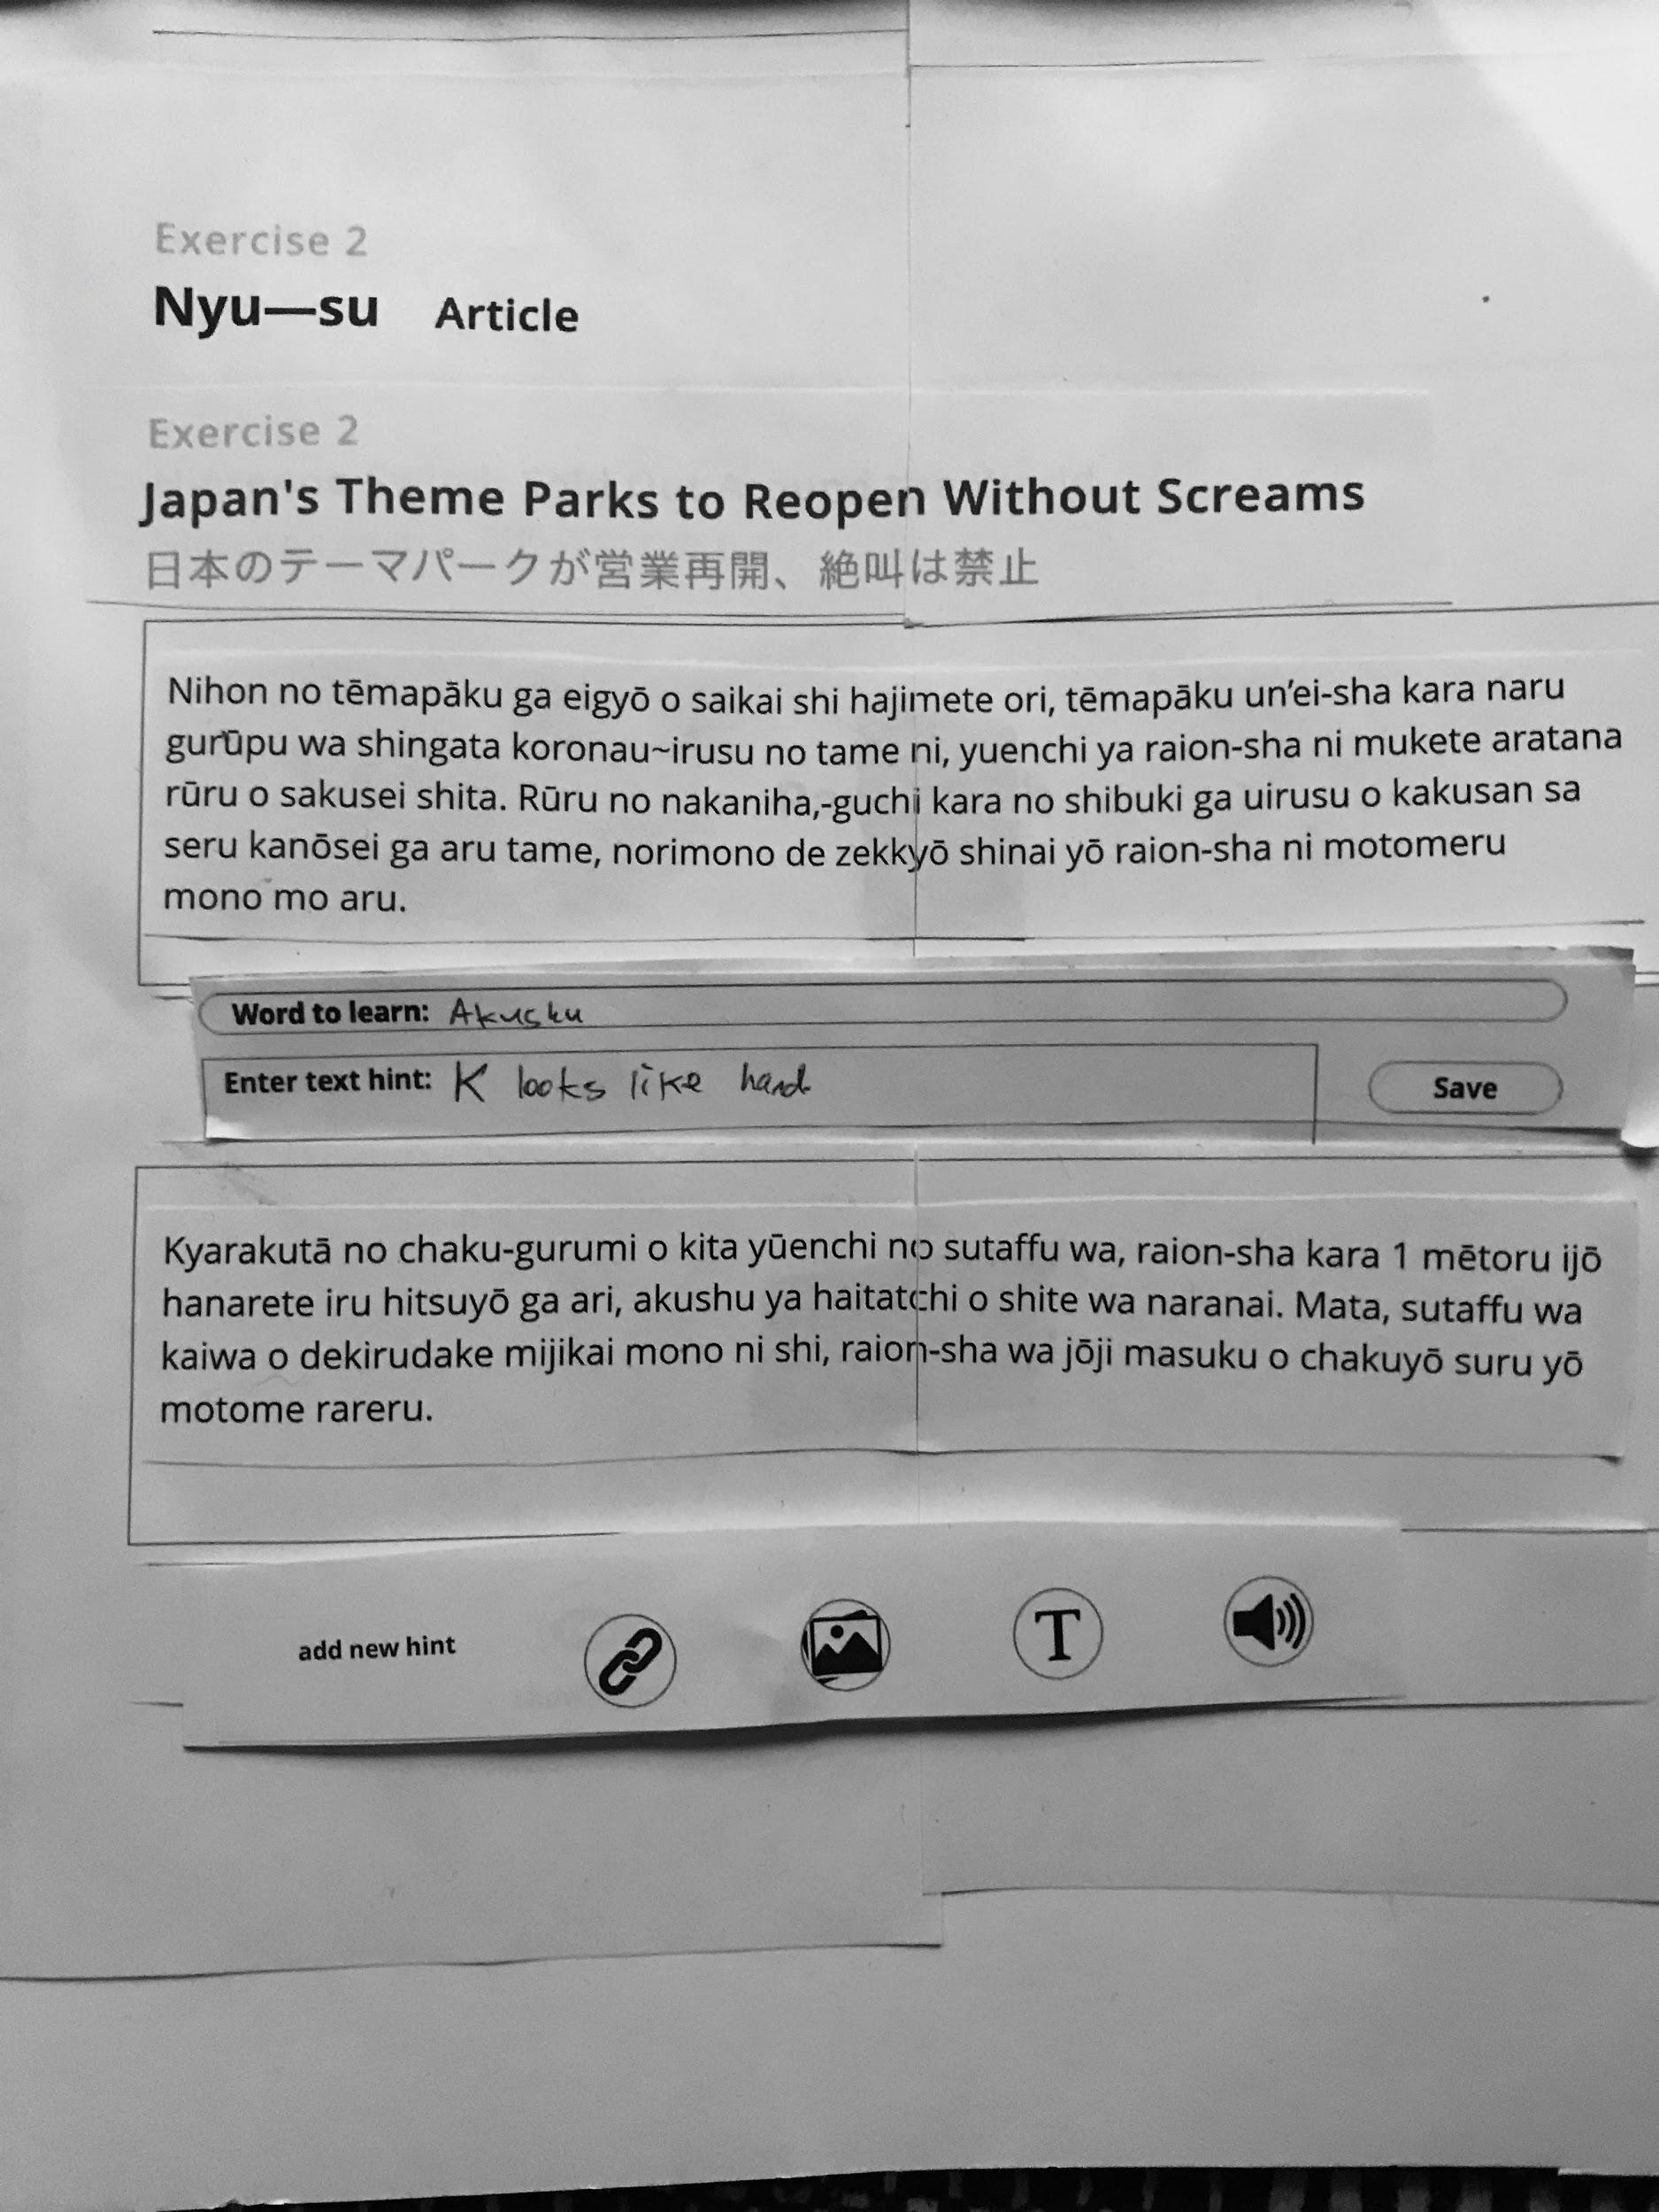 Exercise 2
Nyu—su Article
Exercise 2
Japan's Theme Parks to Reopen Without Screams
日本のテーマパークが営業再開、絶叫は禁止
Nihon no tēmapāku ga eigyō o saikai shi hajimete ori, tēmapāku un’ei-sha kara naru
gurūpu wa shingata koronau~irusu no tame ni, yuenchi ya raion-sha ni mukete aratana
rūru o sakusei shita. Rūru no nakaniha,-guchi kara no shibuki ga uirusu o kakusan sa
seru kanōsei ga aru tame, norimono de zekkyō shinai yō raion-sha ni motomeru
mono mo aru.
Word to learn: Akusku
Enter text hint: K looks like hand
Save
Kyarakutā no chaku-gurumi o kita yūenchi no sutaffu wa, raion-sha kara 1 mētoru ijō
hanarete iru hitsuyō ga ari, akushu ya haitatchi o shite wa naranai. Mata, sutaffu wa
kaiwa o dekirudake mijikai mono ni shi, raion-sha wa jōji masuku o chakuyō suru yō
motome rareru.
add new hint
T